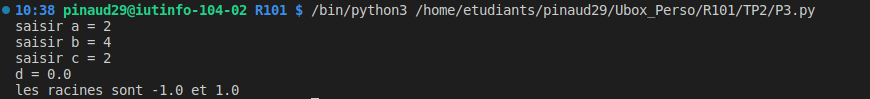 10:38 pinaud29@iutinfo-104-02 R101 $ /bin/python3 /home/etudiants/pinaud29/Ubox_Perso/R101/TP2/P3.py
saisir a = 2
saisir b = 4
saisir c = 2
d = 0.0
les racines sont -1.0 et 1.0